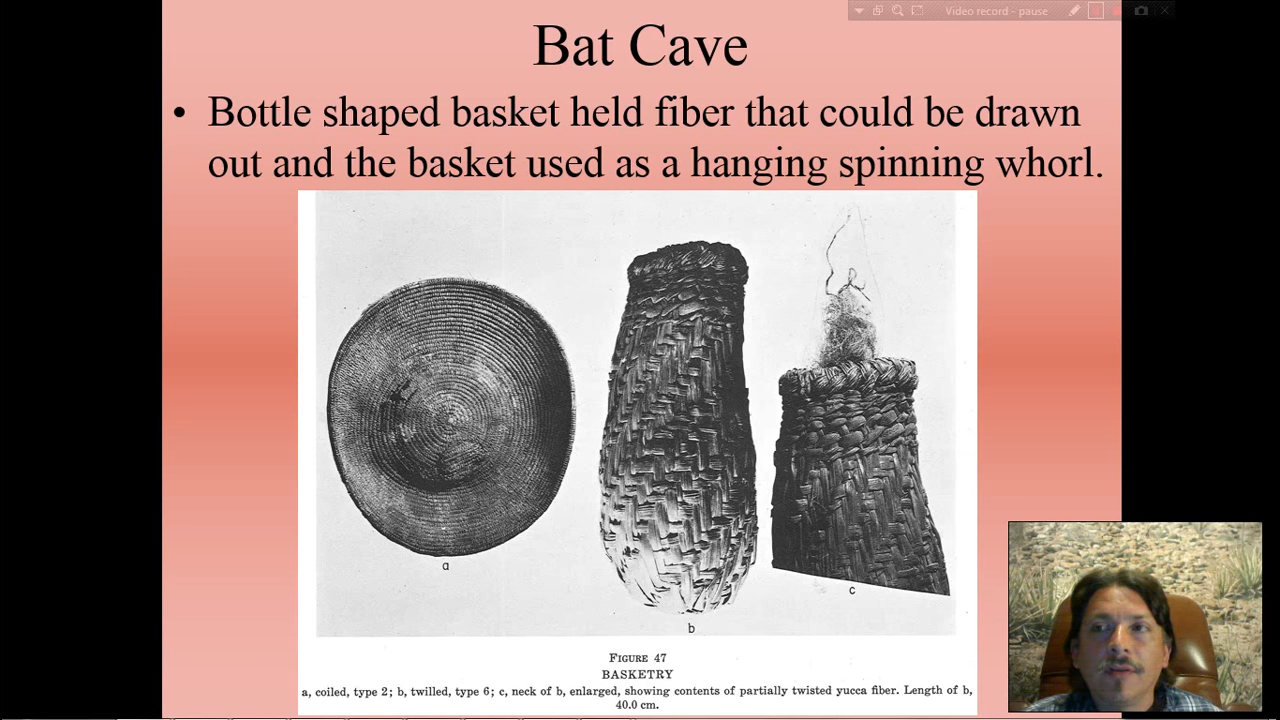 Video record - pause
Bat Cave
• Bottle shaped basket held fiber that could be drawn
out and the basket used as a hanging spinning whorl.
a
b
c
FIGURE 47
BASKETRY
a, coiled, type 2; b, twilled, type 6; c, neck of b, enlarged, showing contents of partially twisted yucca fiber. Length of b,
40.0 cm.